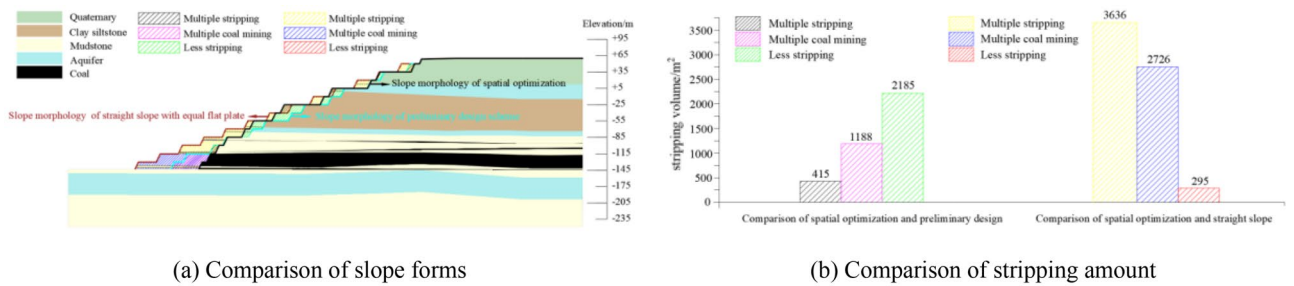 Quaternary
Clay siltstone
Mudstone
Aquifer
Coal
Multiple stripping
Multiple coal mining
Less stripping
Multiple stripping
Multiple coal mining
Less stripping
Elevation/m
+95
+65
+35
+5
-25
-55
-85
-115
-145
-175
-205
-235
Slope morphology of spatial optimization
Slope morphology of straight slope with equal flat plate
Slope morphology of preliminary design
(a) Comparison of slope forms
stripping volume/m²
3500
3000
2500
2000
1500
1000
500
0
Multiple stripping
Multiple coal mining
Less stripping
Multiple stripping
Multiple coal mining
Less stripping
415
1188
2185
3636
2726
295
Comparison of spatial optimization and preliminary design
Comparison of spatial optimization and straight slope
(b) Comparison of stripping amount